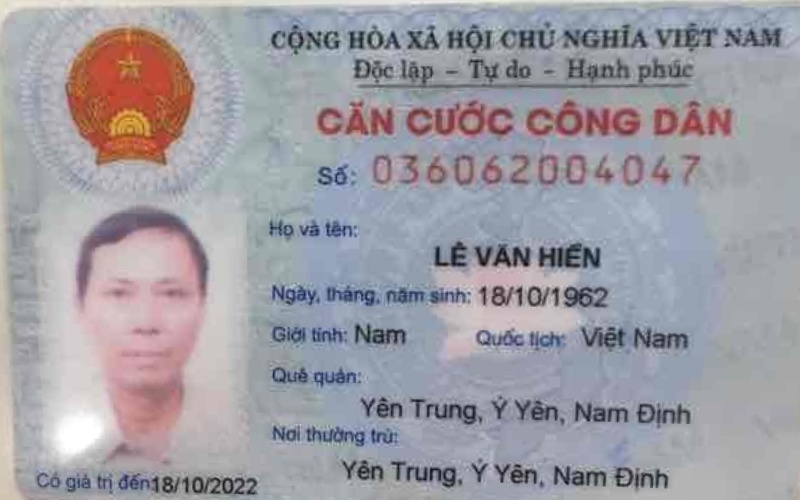 CỘNG HÒA XÃ HỘI CHỦ NGHĨA VIỆT NAM
Độc lập - Tự do - Hạnh phúc
CĂN CƯỚC CÔNG DÂN
Số: 036062004047
Họ và tên:
LÊ VĂN HIẾN
Ngày, tháng, năm sinh: 18/10/1962
Giới tính: Nam Quốc tịch: Việt Nam
Quê quán:
Yên Trung, Ý Yên, Nam Định
Nơi thường trú:
Yên Trung, Ý Yên, Nam Định
Có giá trị đến 18/10/2022